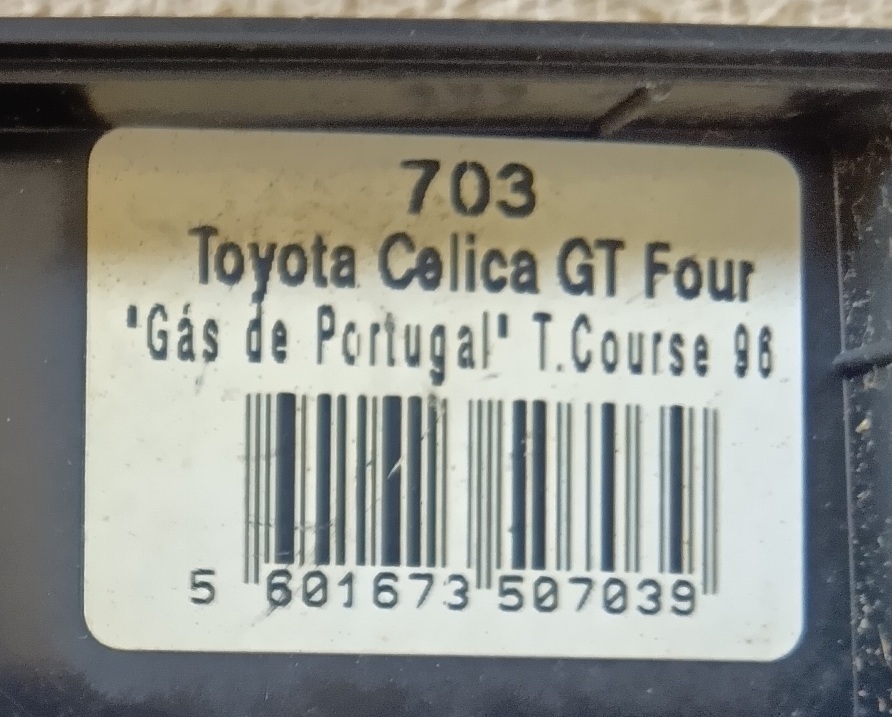 703
Toyota Celica GT Four
"Gás de Portugal" T.Course 96
5 601673 507039